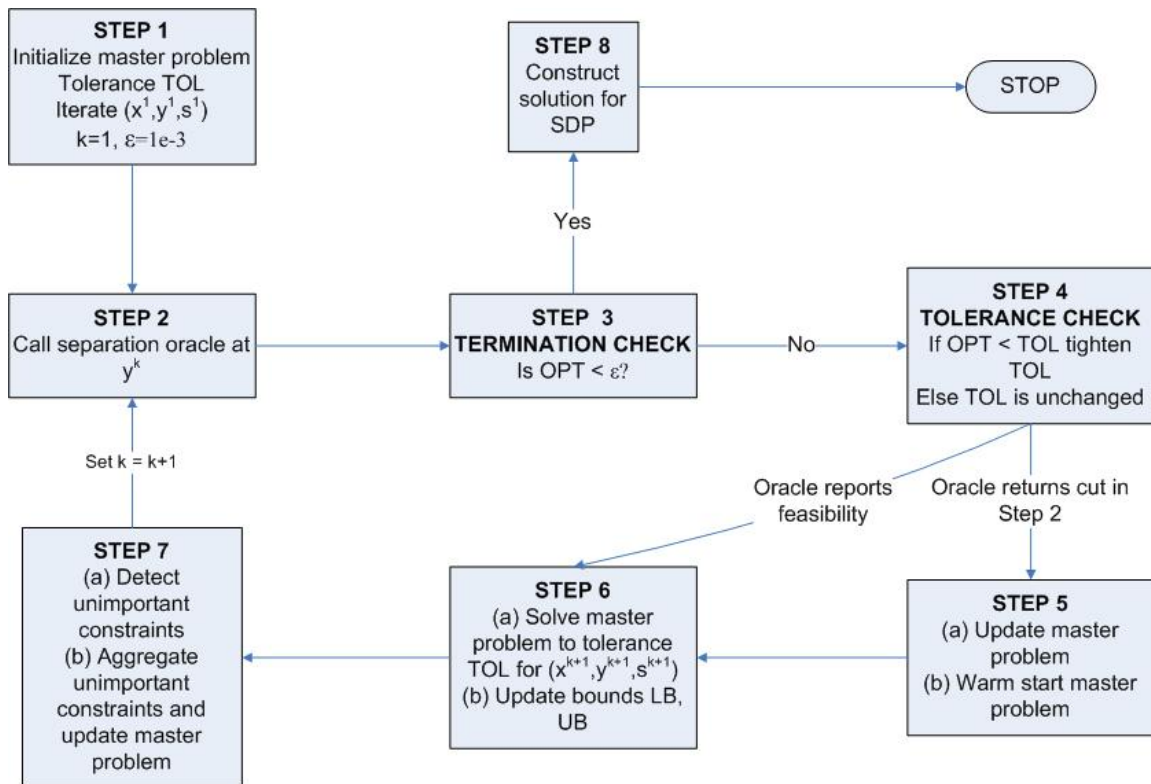 STEP 1
Initialize master problem
Tolerance TOL
Iterate (x¹,y¹,s¹)
k=1, ε=1e-3
STEP 8
Construct
solution for
SDP
STOP
Yes
STEP 2
Call separation oracle at
yᵏ
STEP 3
TERMINATION CHECK
Is OPT < ε?
No
STEP 4
TOLERANCE CHECK
If OPT < TOL tighten
TOL
Else TOL is unchanged
Set k = k+1
Oracle reports
feasibility
Oracle returns cut in
Step 2
STEP 7
(a) Detect
unimportant
constraints
(b) Aggregate
unimportant
constraints and
update master
problem
STEP 6
(a) Solve master
problem to tolerance
TOL for (xᵏ⁺¹,yᵏ⁺¹,sᵏ⁺¹)
(b) Update bounds LB,
UB
STEP 5
(a) Update master
problem
(b) Warm start master
problem